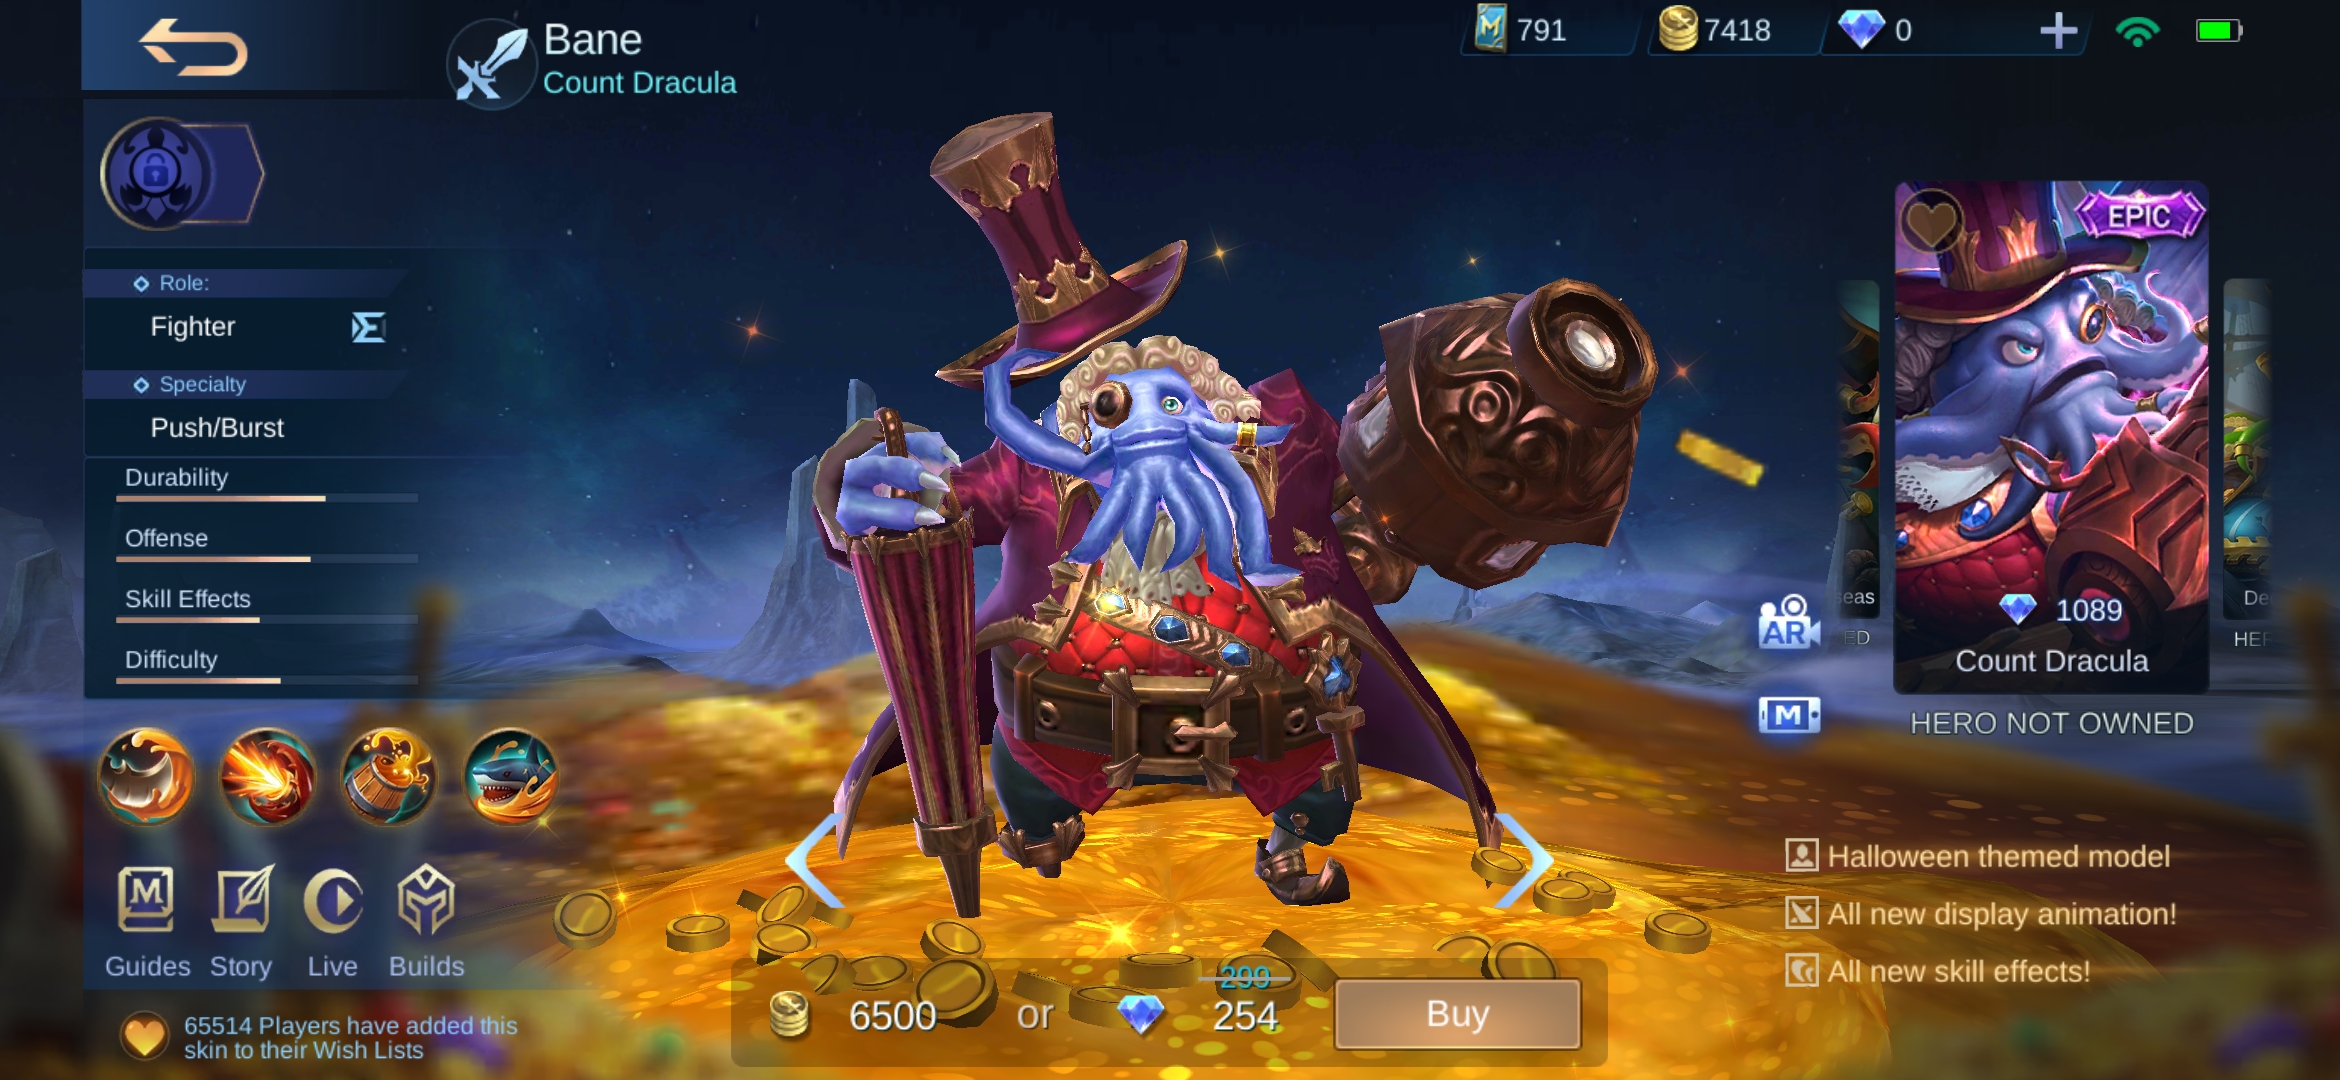 Bane
Count Dracula
M
791
7418
0
Role:
Fighter
Specialty
Push/Burst
Durability
Offense
Skill Effects
Difficulty
M
Guides
Story
Live
Builds
65514 Players have added this
skin to their Wish Lists
6500
or
299
254
Buy
AR
M
seas
ED
EPIC
1089
Count Dracula
HERO NOT OWNED
De
HER
Halloween themed model
All new display animation!
All new skill effects!